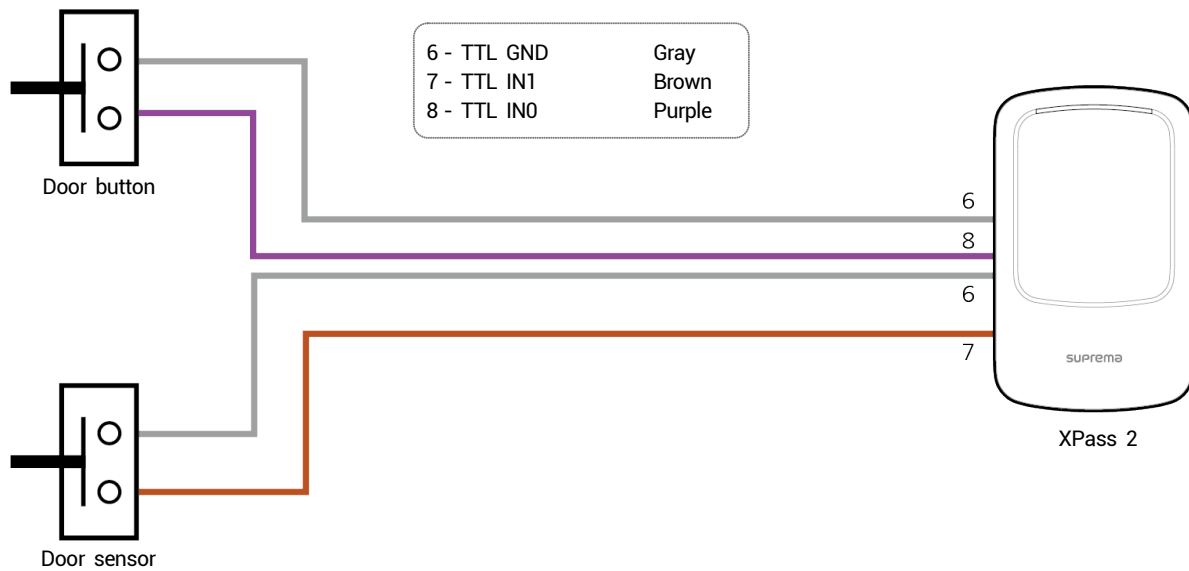 6 - TTL GND Gray
7 - TTL IN1 Brown
8 - TTL IN0 Purple
Door button
6
8
6
7
suprema
XPass 2
Door sensor